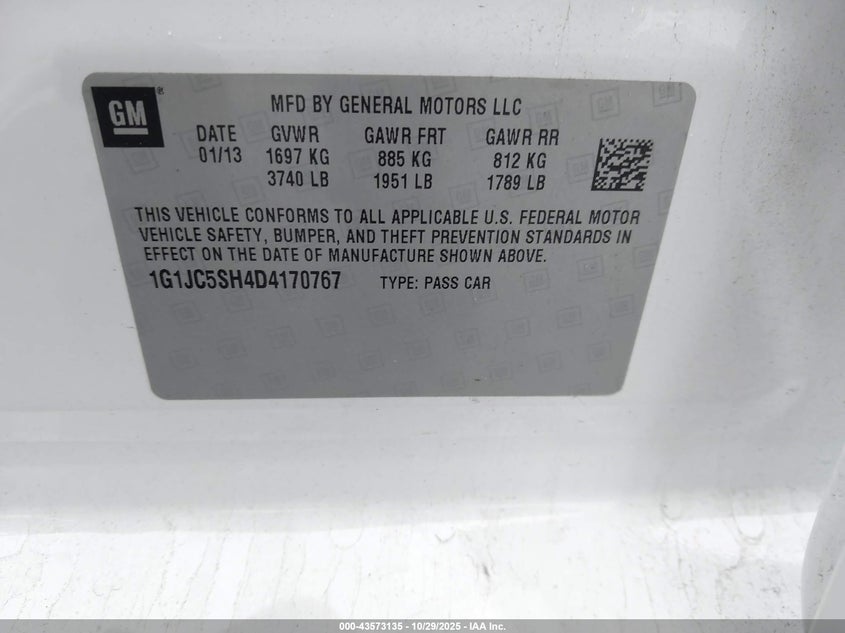 GM®
MFD BY GENERAL MOTORS LLC
DATE GVWR GAWR FRT GAWR RR
01/13 1697 KG 885 KG 812 KG
3740 LB 1951 LB 1789 LB
THIS VEHICLE CONFORMS TO ALL APPLICABLE U.S. FEDERAL MOTOR
VEHICLE SAFETY, BUMPER, AND THEFT PREVENTION STANDARDS IN
EFFECT ON THE DATE OF MANUFACTURE SHOWN ABOVE.
1G1JC5SH4D4170767 TYPE: PASS CAR
000-43573135 - 10/29/2025 - IAA Inc.